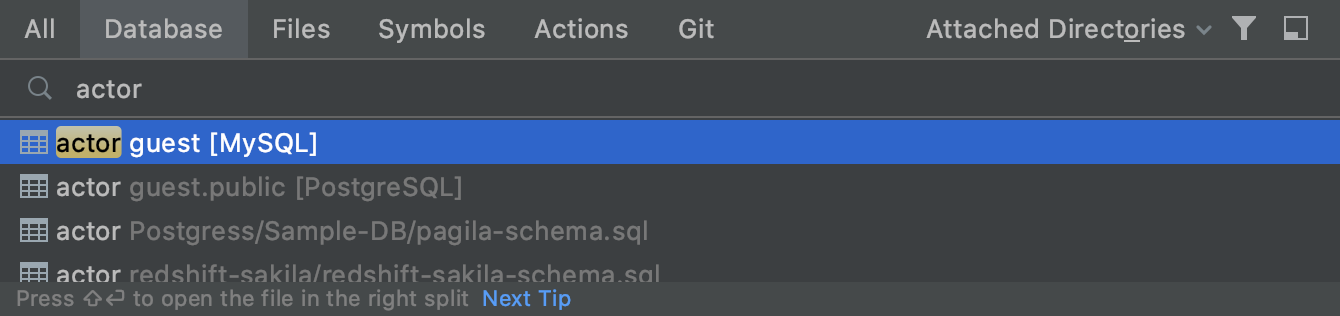 All Database Files Symbols Actions Git Attached Directories
actor
actor guest [MySQL]
actor guest.public [PostgreSQL]
actor Postgress/Sample-DB/pagila-schema.sql
actor redshift-sakila/redshift-sakila-schema.sql
Press ⇧⏎ to open the file in the right split Next Tip